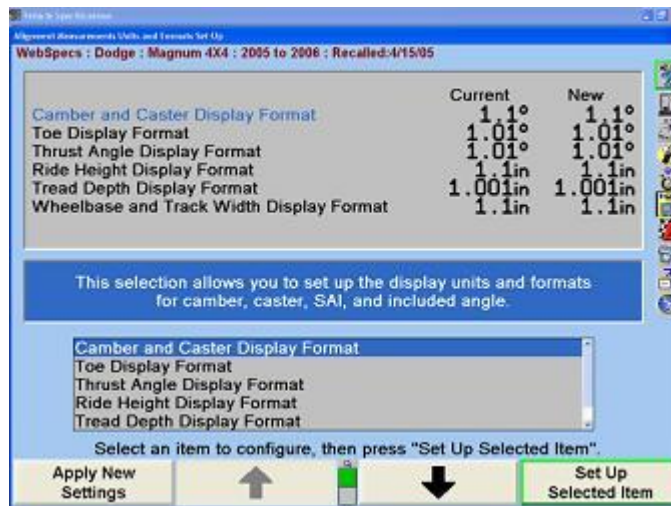 Alignment Measurements Units and Formats Set Up
WebSpecs : Dodge : Magnum 4X4 : 2005 to 2006 : Recalled:4/15/05
Current New
Camber and Caster Display Format 1.1° 1.1°
Toe Display Format 1.01° 1.01°
Thrust Angle Display Format 1.01° 1.01°
Ride Height Display Format 1.1in 1.1in
Tread Depth Display Format 1.001in 1.001in
Wheelbase and Track Width Display Format 1.1in 1.1in
This selection allows you to set up the display units and formats
for camber, caster, SAI, and included angle.
Camber and Caster Display Format
Toe Display Format
Thrust Angle Display Format
Ride Height Display Format
Tread Depth Display Format
Select an item to configure, then press "Set Up Selected Item".
Apply New
Settings
Set Up
Selected Item